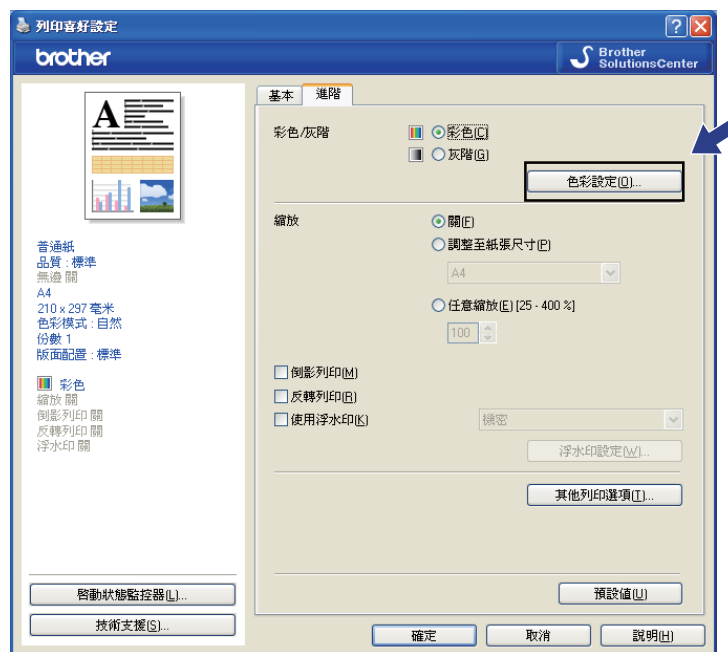 列印喜好設定
brother
Brother
SolutionsCenter
基本
進階
A
普通紙
品質 : 標準
無邊 關
A4
210 x 297 毫米
色彩模式 : 自然
份數 1
版面配置 : 標準
彩色
縮放 關
倒影列印 關
反轉列印 關
浮水印 關
啓動狀態監控器(L)...
技術支援(S)...
彩色/灰階
彩色(C)
灰階(G)
色彩設定(O)...
縮放
關(F)
調整至紙張尺寸(P)
A4
任意縮放(E) [25 - 400 %]
100
倒影列印(M)
反轉列印(R)
使用浮水印(K)
機密
浮水印設定(W)...
其他列印選項(T)...
預設值(U)
確定
取消
說明(H)